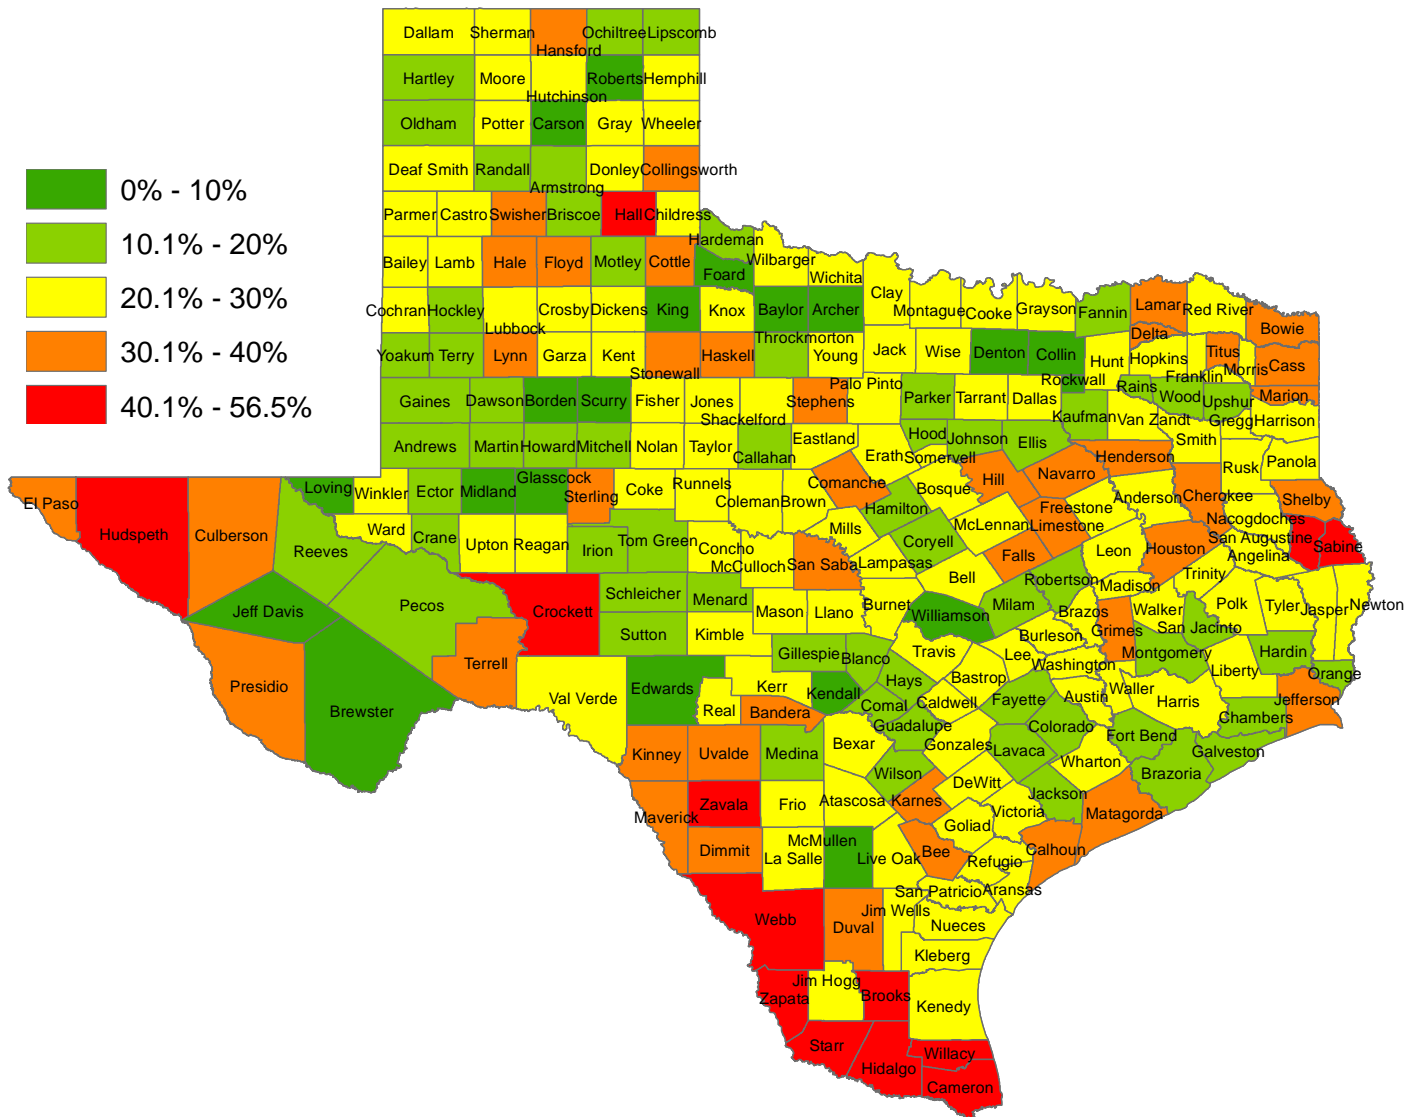 Dallam Sherman Hansford Ochiltree Lipscomb
Hartley Moore Hutchinson Roberts Hemphill
Oldham Potter Carson Gray Wheeler
0% - 10%
10.1% - 20%
20.1% - 30%
30.1% - 40%
40.1% - 56.5%
Deaf Smith Randall Armstrong Donley Collingsworth
Parmer Castro Swisher Briscoe Hall Childress
Hardeman
Bailey Lamb Hale Floyd Motley Cottle Foard Wilbarger Wichita
Cochran Hockley Lubbock Crosby Dickens King Knox Baylor Archer Clay Montague Cooke Grayson Fannin Lamar Red River Bowie
Delta
Yoakum Terry Lynn Garza Kent Stonewall Haskell Throckmorton Young Jack Wise Denton Collin Hunt Hopkins Franklin Titus Morris Cass
Rockwall Rains Wood Upshur Marion
Gaines Dawson Borden Scurry Fisher Jones Shackelford Stephens Palo Pinto Parker Tarrant Dallas Kaufman Van Zandt Gregg Harrison
Andrews Martin Howard Mitchell Nolan Taylor Callahan Eastland Erath Hood Somervell Johnson Ellis Henderson Smith Rusk Panola
El Paso Hudspeth Culberson Loving Winkler Ector Midland Glasscock Sterling Coke Runnels Coleman Brown Comanche Hamilton Bosque Hill Navarro Freestone Anderson Cherokee Nacogdoches Shelby
Reeves Ward Crane Upton Reagan Irion Tom Green Concho McCulloch San Saba Mills Lampasas Coryell McLennan Limestone Falls Leon Houston Angelina San Augustine Sabine
Jeff Davis Pecos Crockett Schleicher Menard Mason Llano Burnet Bell Williamson Milam Robertson Madison Brazos Trinity Walker Polk Tyler Jasper Newton
Sutton Kimble Gillespie Blanco Travis Burleson Grimes San Jacinto Montgomery Liberty Hardin Orange
Presidio Brewster Terrell Val Verde Edwards Real Kerr Kendall Hays Bastrop Lee Washington Waller Harris Jefferson
Bandera Comal Caldwell Fayette Austin Chambers
Kinney Uvalde Medina Bexar Guadalupe Gonzales Lavaca Colorado Wharton Fort Bend Galveston
Maverick Zavala Frio Atascosa Wilson Karnes DeWitt Victoria Jackson Matagorda Brazoria
Dimmit La Salle McMullen Live Oak Bee Goliad Refugio Calhoun
Webb Duval Jim Wells San Patricio Aransas
Nueces
Kleberg
Zapata Jim Hogg Brooks Kenedy
Starr Hidalgo Willacy
Cameron